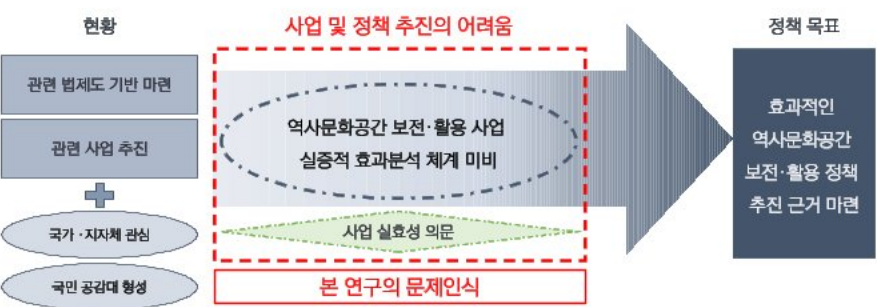 현황
사업 및 정책 추진의 어려움
정책 목표
관련 법제도 기반 마련
관련 사업 추진
국가·지자체 관심
국민 공감대 형성
역사문화공간 보전·활용 사업
실증적 효과분석 체계 미비
사업 실효성 의문
본 연구의 문제인식
효과적인
역사문화공간
보전·활용 정책
추진 근거 마련